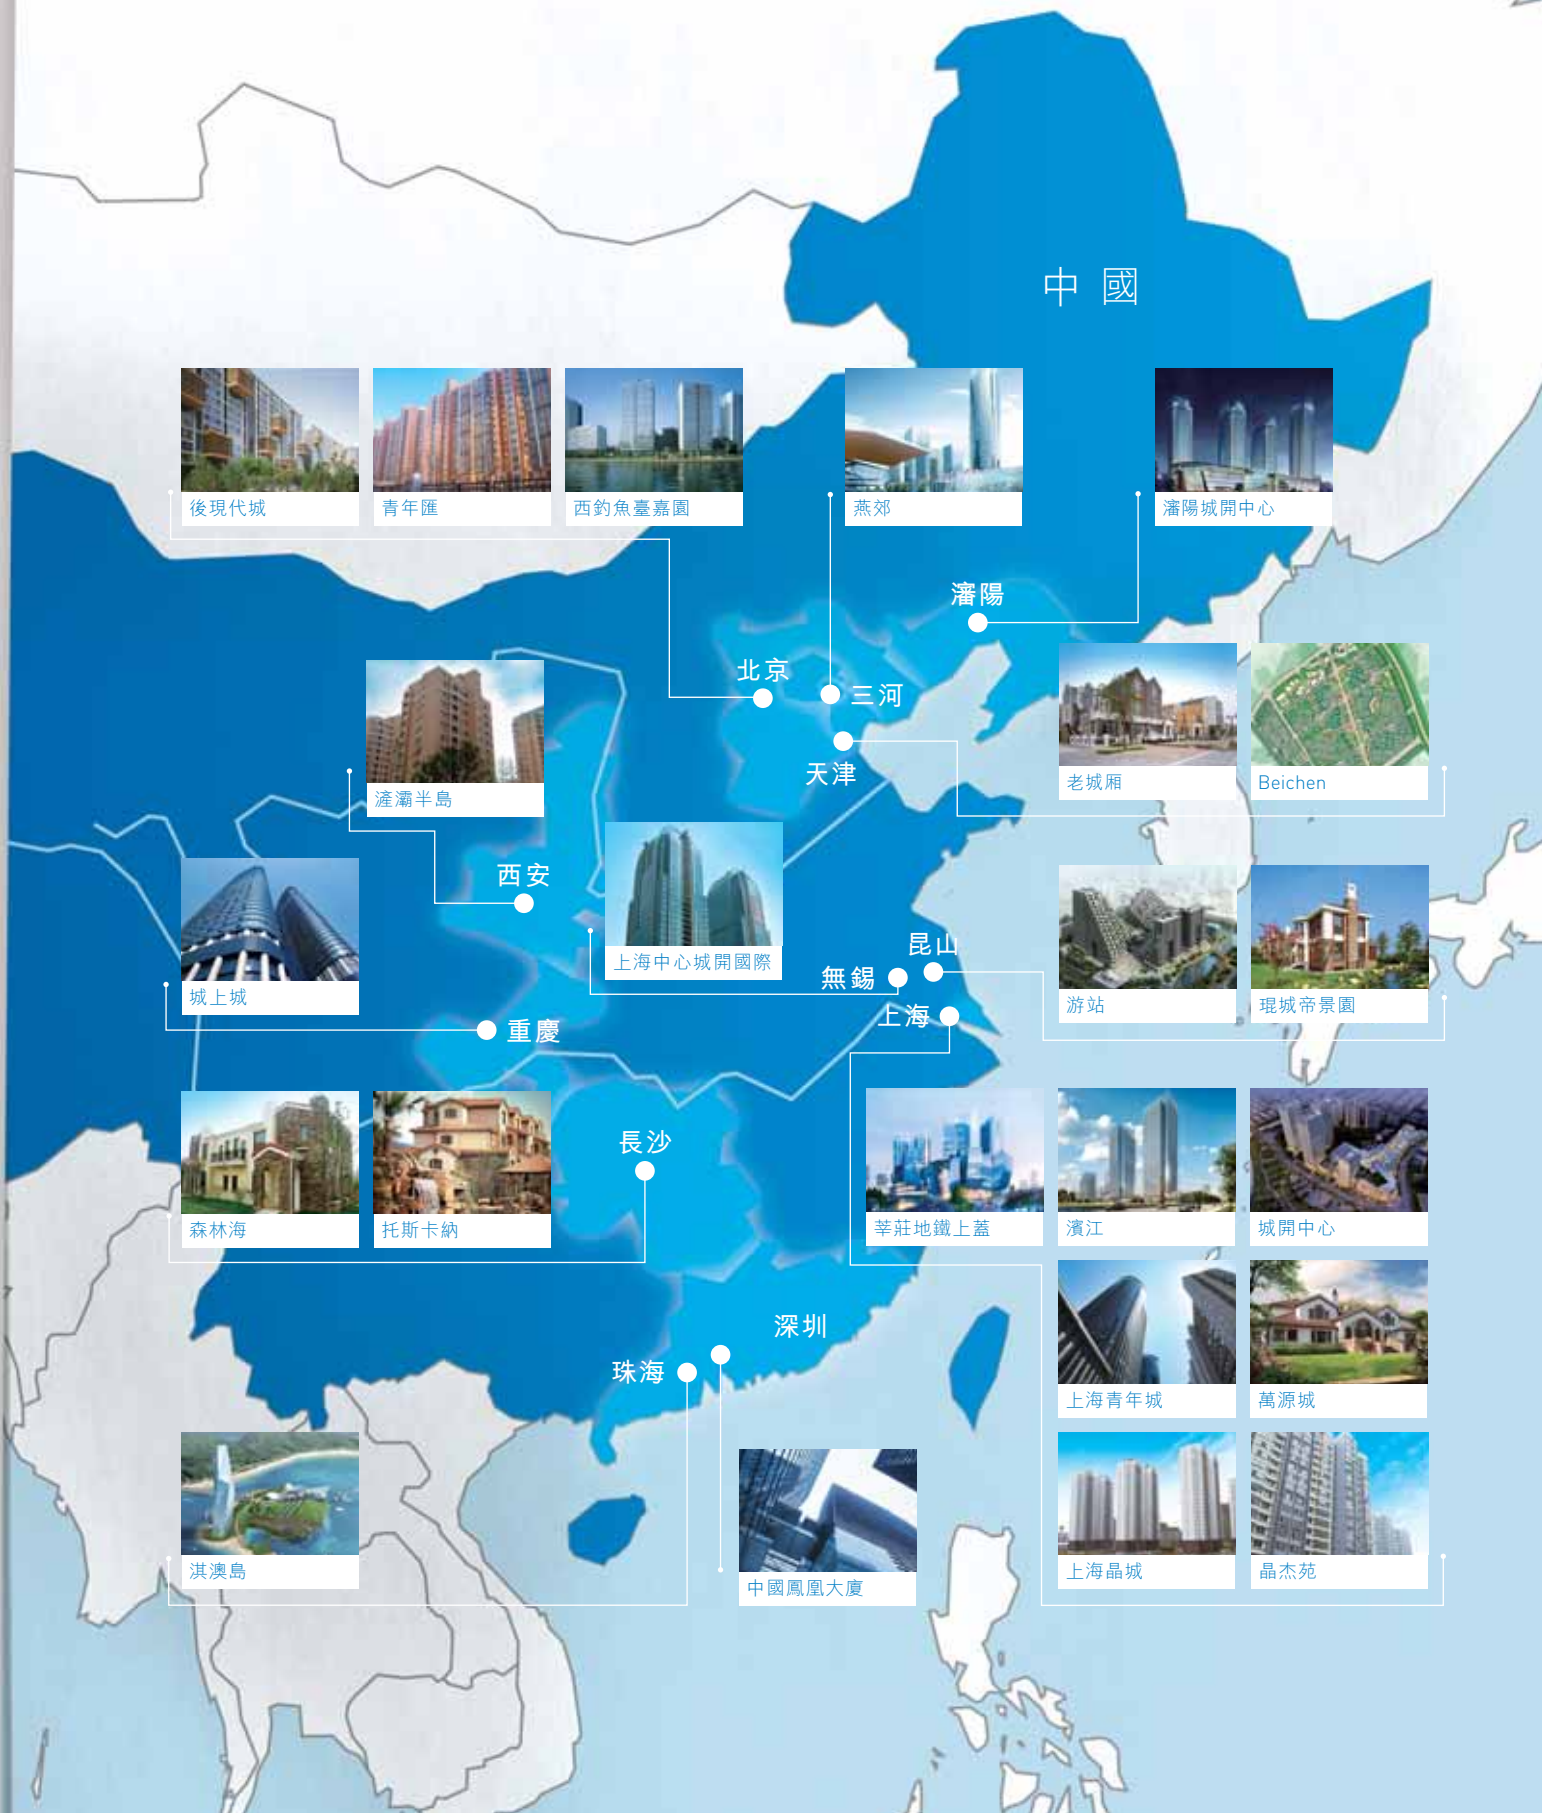 中國
後現代城
青年匯
西釣魚臺嘉園
燕郊
瀋陽城開中心
瀋陽
北京
三河
天津
老城厢
Beichen
滻灞半島
西安
上海中心城開國際
昆山
無錫
上海
游站
琨城帝景園
城上城
重慶
長沙
森林海
托斯卡納
莘莊地鐵上蓋
濱江
城開中心
深圳
珠海
上海青年城
萬源城
淇澳島
中國鳳凰大廈
上海晶城
晶杰苑